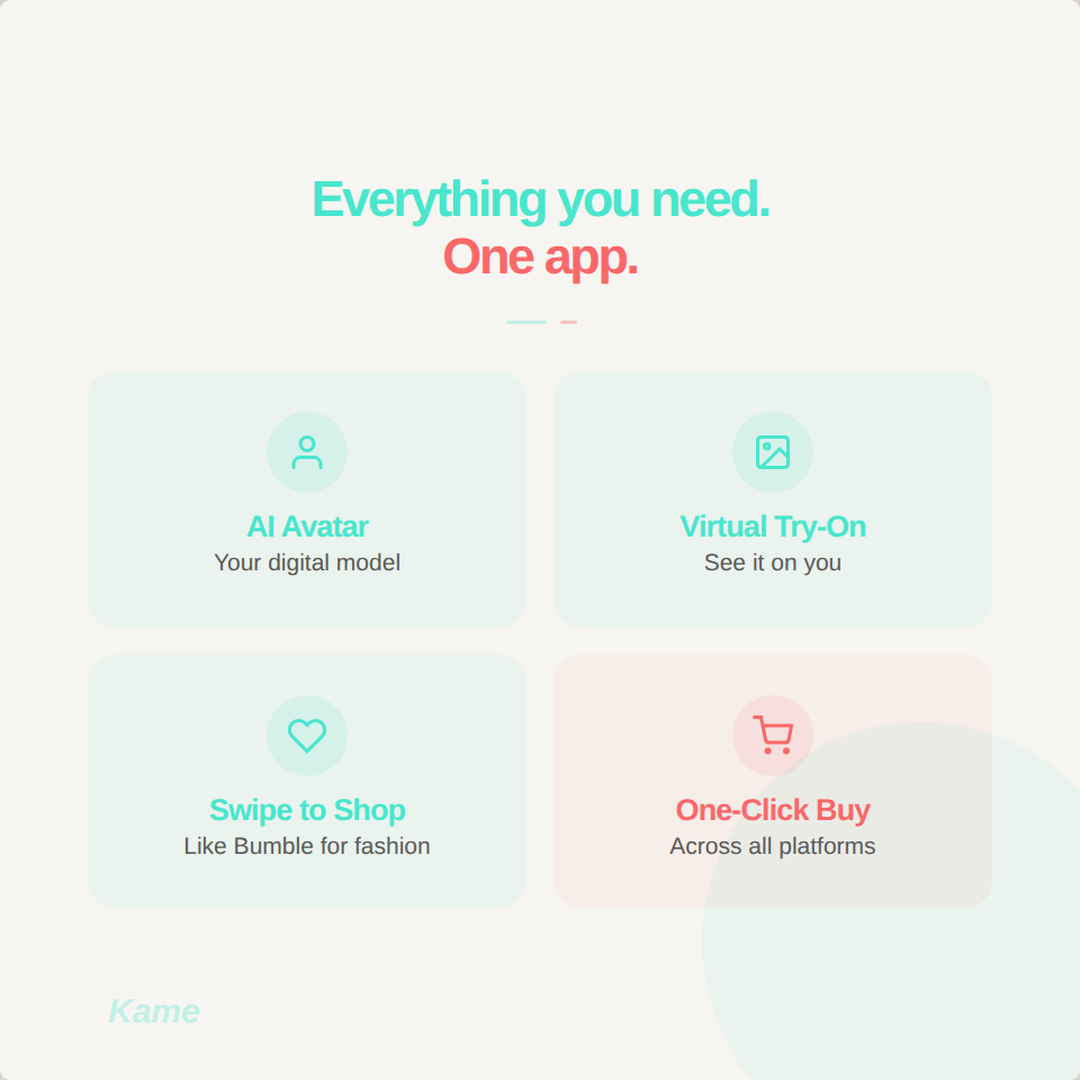 Everything you need.
One app.
AI Avatar
Your digital model
Virtual Try-On
See it on you
Swipe to Shop
Like Bumble for fashion
One-Click Buy
Across all platforms
Kame